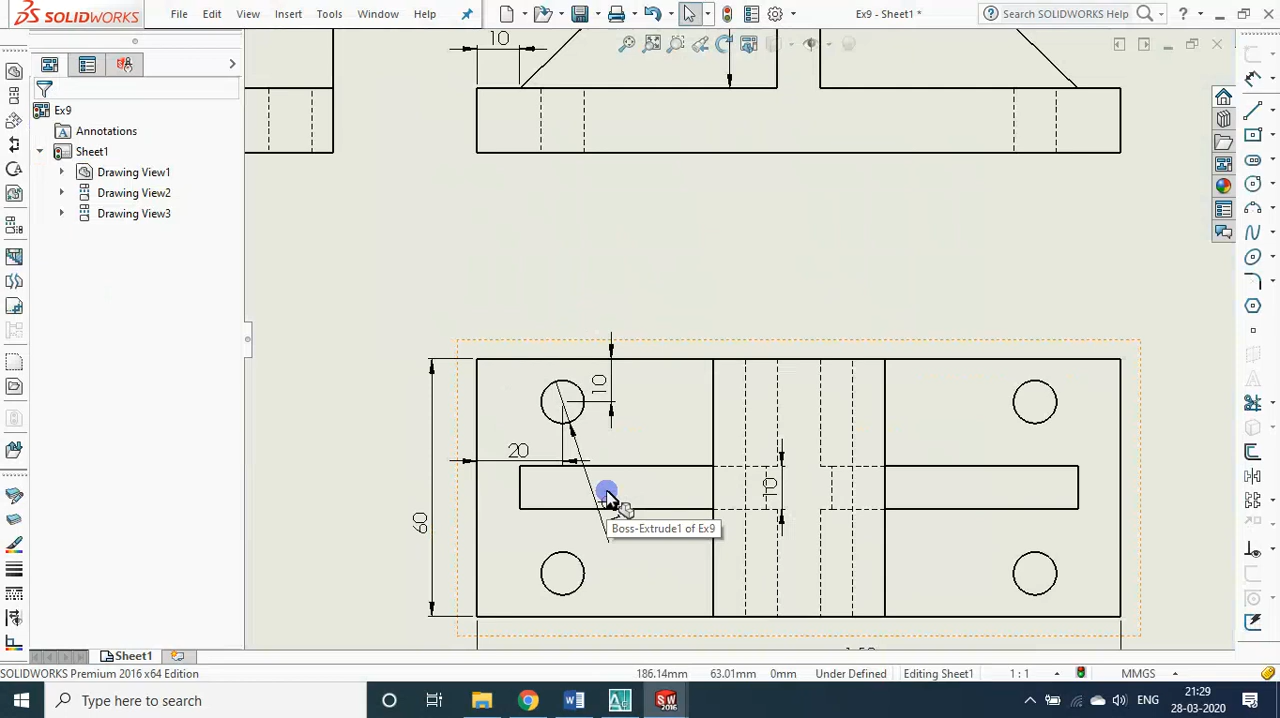 SOLIDWORKS
File Edit View Insert Tools Window Help
Ex9 - Sheet1 *
Search SOLIDWORKS Help
Ex9
Annotations
Sheet1
Drawing View1
Drawing View2
Drawing View3
10
10
20
10
60
Boss-Extrude1 of Ex9
Sheet1
SOLIDWORKS Premium 2016 x64 Edition
186.14mm 63.01mm 0mm Under Defined Editing Sheet1 1 : 1 MMGS
Type here to search
ENG
21:29
28-03-2020